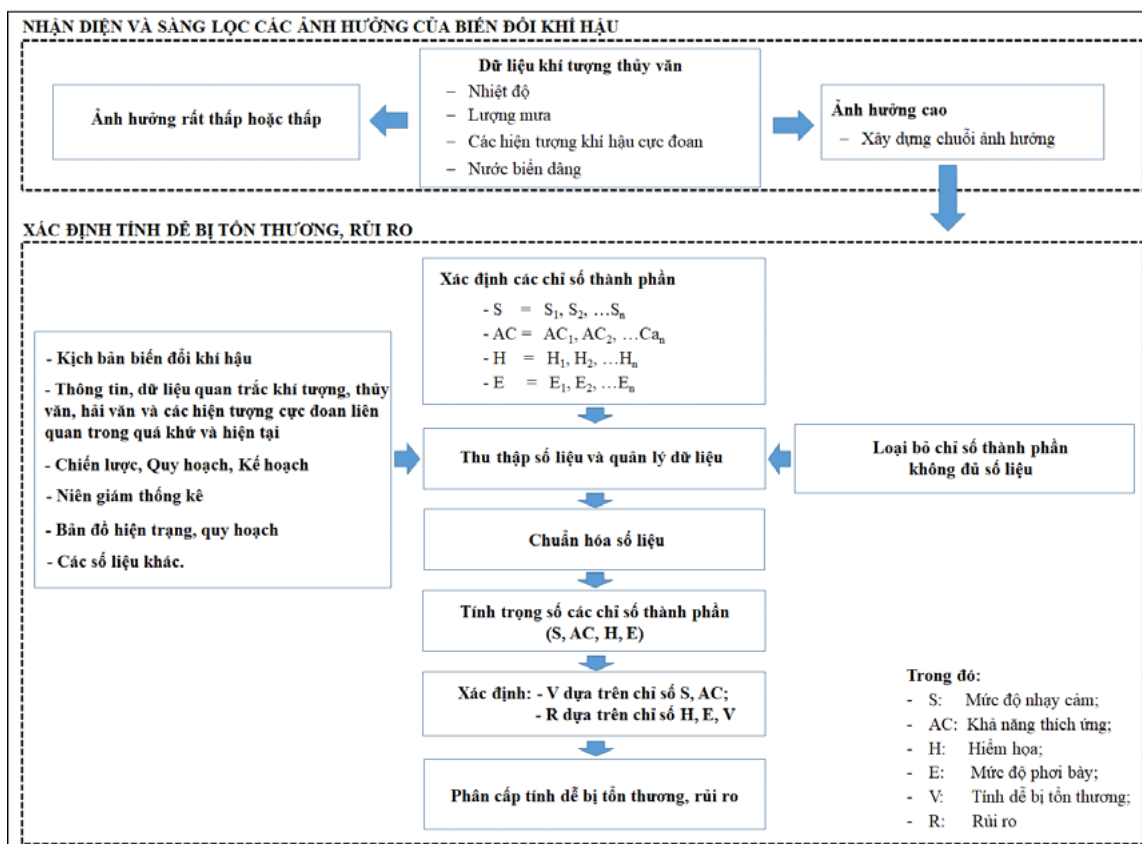 NHẬN DIỆN VÀ SÀNG LỌC CÁC ẢNH HƯỞNG CỦA BIẾN ĐỔI KHÍ HẬU
Ảnh hưởng rất thấp hoặc thấp
Dữ liệu khí tượng thủy văn
– Nhiệt độ
– Lượng mưa
– Các hiện tượng khí hậu cực đoan
– Nước biển dâng
Ảnh hưởng cao
– Xây dựng chuỗi ảnh hưởng
XÁC ĐỊNH TÍNH DỄ BỊ TỔN THƯƠNG, RỦI RO
Xác định các chỉ số thành phần
- S = S₁, S₂, …Sₙ
- AC = AC₁, AC₂, …Caₙ
- H = H₁, H₂, …Hₙ
- E = E₁, E₂, …Eₙ
- Kịch bản biến đổi khí hậu
- Thông tin, dữ liệu quan trắc khí tượng, thủy
văn, hải văn và các hiện tượng cực đoan liên
quan trong quá khứ và hiện tại
- Chiến lược, Quy hoạch, Kế hoạch
- Niên giám thống kê
- Bản đồ hiện trạng, quy hoạch
- Các số liệu khác.
Thu thập số liệu và quản lý dữ liệu
Loại bỏ chỉ số thành phần
không đủ số liệu
Chuẩn hóa số liệu
Tính trọng số các chỉ số thành phần
(S, AC, H, E)
Xác định: - V dựa trên chỉ số S, AC;
- R dựa trên chỉ số H, E, V
Phân cấp tính dễ bị tổn thương, rủi ro
Trong đó:
- S: Mức độ nhạy cảm;
- AC: Khả năng thích ứng;
- H: Hiểm họa;
- E: Mức độ phơi bày;
- V: Tính dễ bị tổn thương;
- R: Rủi ro